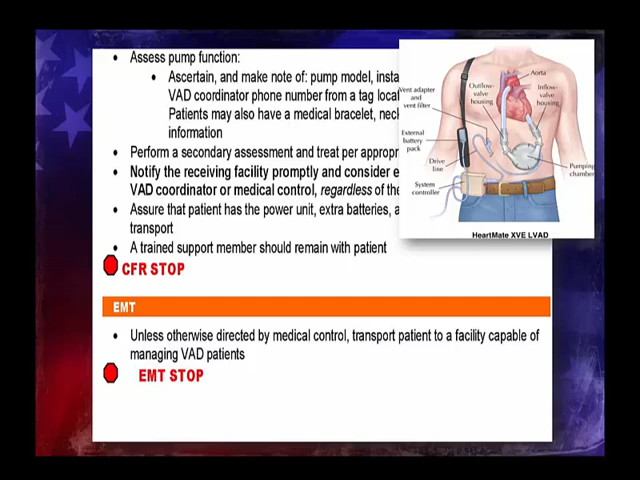 Assess pump function:
Ascertain, and make note of: pump model, insta
VAD coordinator phone number from a tag loca
Patients may also have a medical bracelet, neck
information
Perform a secondary assessment and treat per approp
Notify the receiving facility promptly and consider e
VAD coordinator or medical control, regardless of the
Assure that patient has the power unit, extra batteries, a
transport
A trained support member should remain with patient
CFR STOP
EMT
Unless otherwise directed by medical control, transport patient to a facility capable of
managing VAD patients
EMT STOP
Aorta
Outflow-
valve
housing
Inflow-
valve
housing
Vent adapter
and
vent filter
External
battery
pack
Drive
line
System
controller
Pumping
chamber
HeartMate XVE LVAD